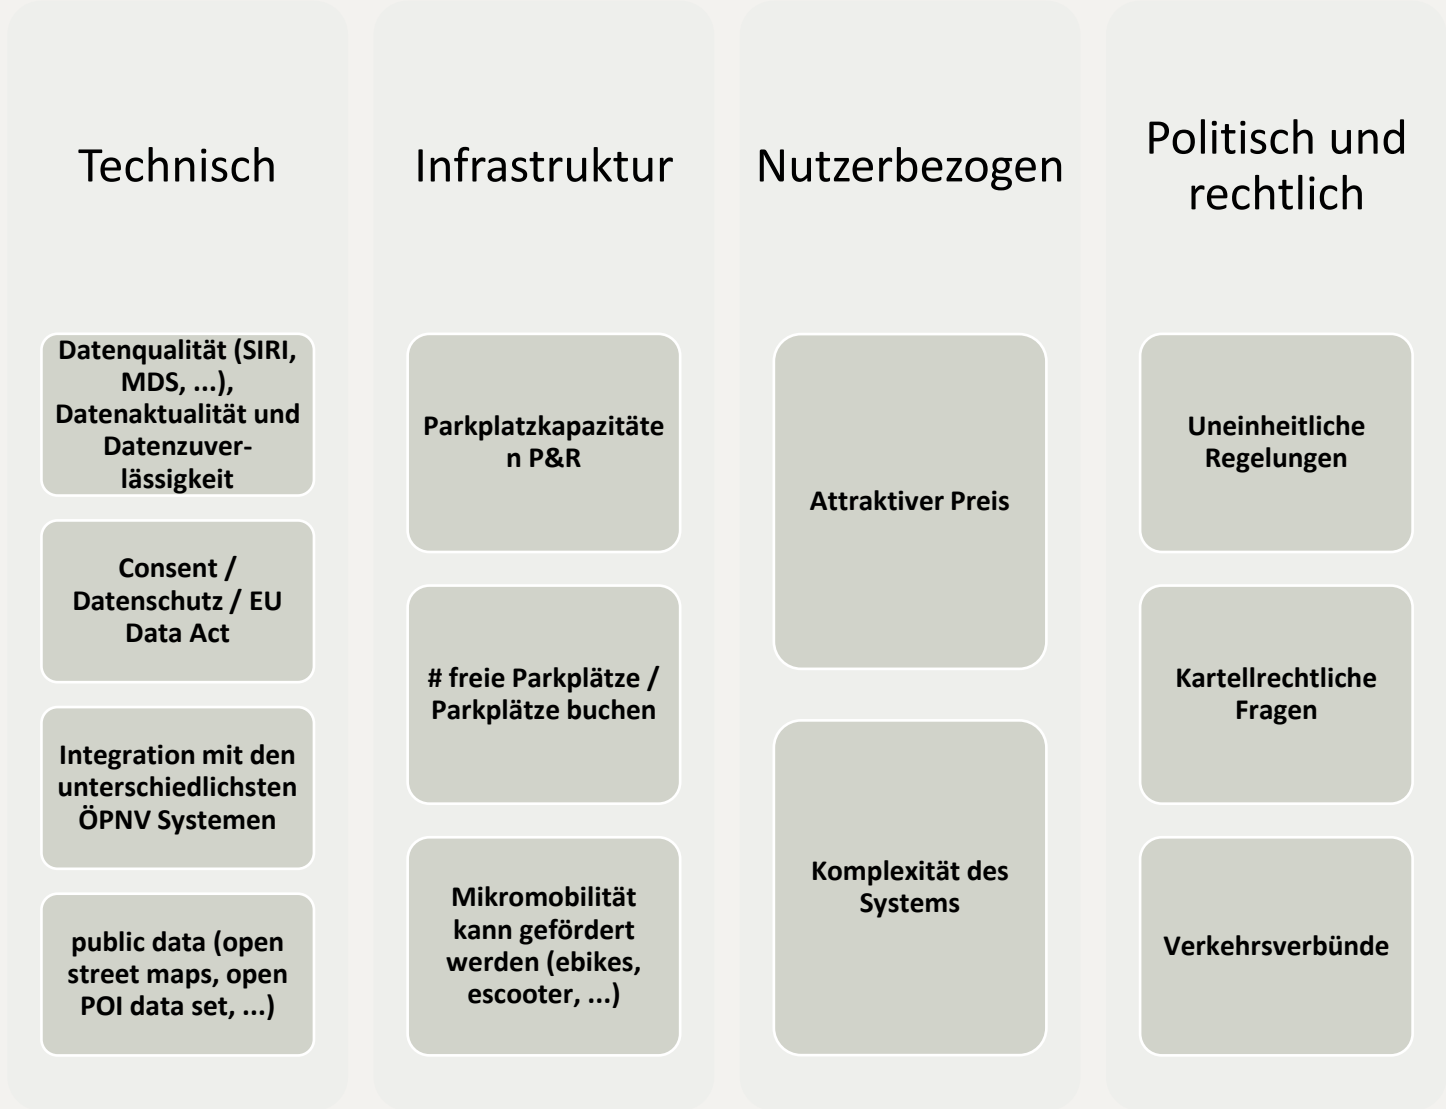 Technisch
Datenqualität (SIRI,
MDS, ...),
Datenaktualität und
Datenzuver-
lässigkeit
Consent /
Datenschutz / EU
Data Act
Integration mit den
unterschiedlichsten
ÖPNV Systemen
public data (open
street maps, open
POI data set, ...)
Infrastruktur
Parkplatzkapazitäte
n P&R
# freie Parkplätze /
Parkplätze buchen
Mikromobilität
kann gefördert
werden (ebikes,
escooter, ...)
Nutzerbezogen
Attraktiver Preis
Komplexität des
Systems
Politisch und
rechtlich
Uneinheitliche
Regelungen
Kartellrechtliche
Fragen
Verkehrsverbünde